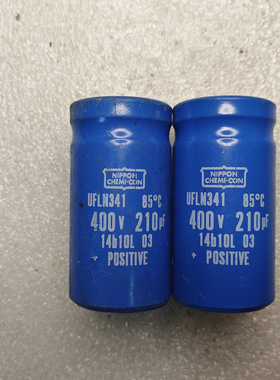 NIPPON
CHEMI-CON
UFLN341 85°C
400V 210µF
14b10L 03
POSITIVE
NIPPON
CHEMI-CON
UFLN341 85°C
400V 210µF
14b10L 03
POSITIVE